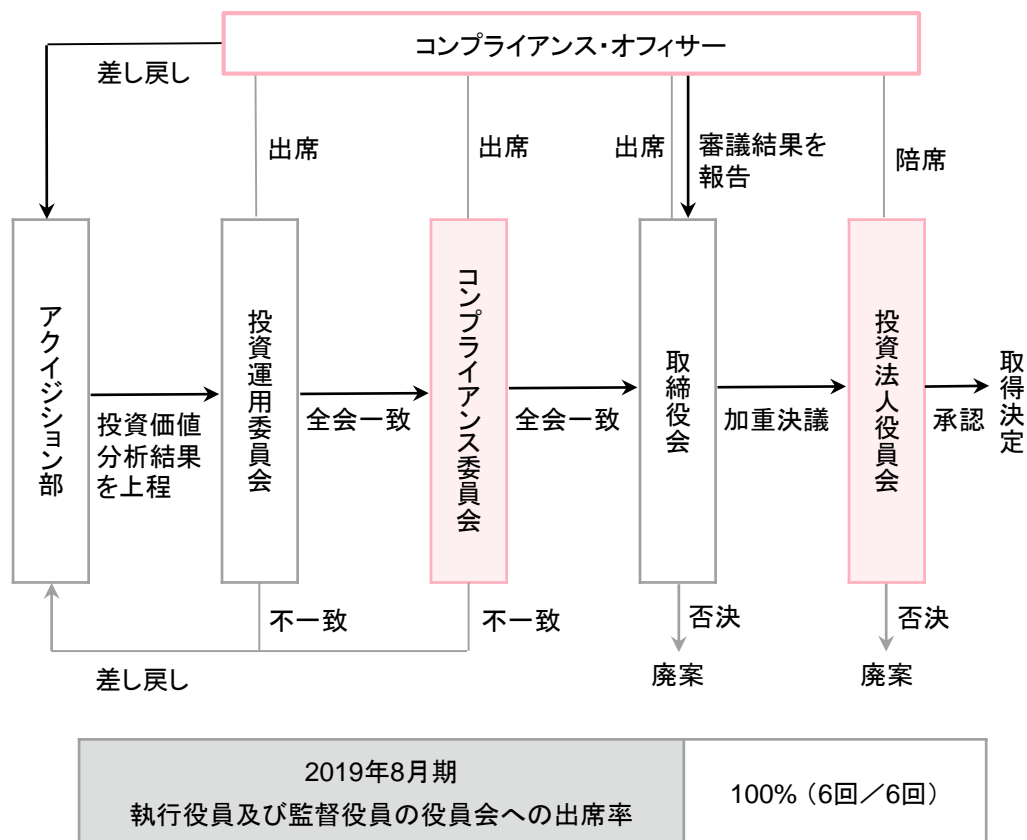 コンプライアンス・オフィサー
差し戻し
出席
出席
出席
審議結果を
報告
陪席
アクイジション部
投資価値
分析結果
を上程
投資運用委員会
全会一致
コンプライアンス委員会
全会一致
取締役会
加重決議
投資法人役員会
承認
取得決定
不一致
不一致
否決
否決
差し戻し
廃案
廃案
2019年8月期
執行役員及び監督役員の役員会への出席率
100%（6回／6回）